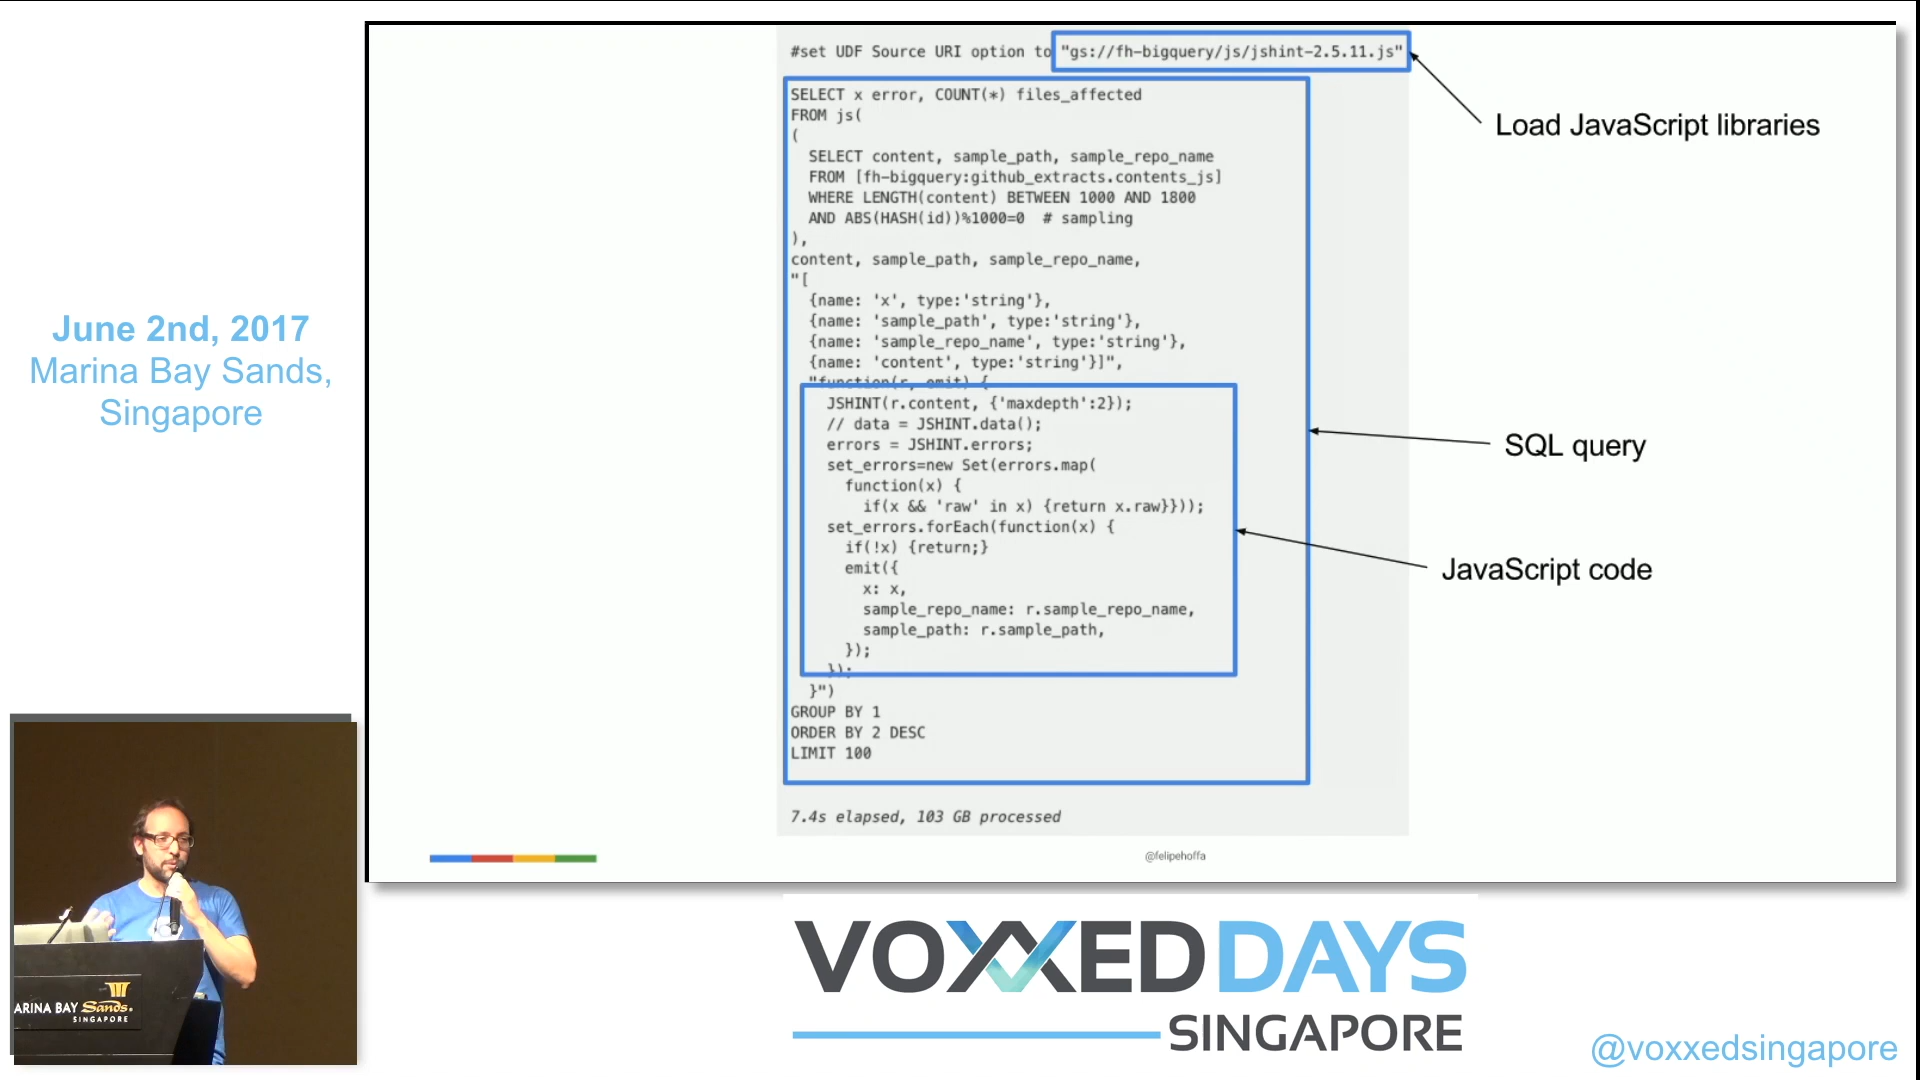 #set UDF Source URI option to "gs://fh-bigquery/js/jshint-2.5.11.js"
Load JavaScript libraries
SELECT x error, COUNT(*) files_affected
FROM js(
(
SELECT content, sample_path, sample_repo_name
FROM [fh-bigquery:github_extracts.contents_js]
WHERE LENGTH(content) BETWEEN 1000 AND 1800
AND ABS(HASH(id))%1000=0  # sampling
),
content, sample_path, sample_repo_name,
"[
{name: 'x', type:'string'},
{name: 'sample_path', type:'string'},
{name: 'sample_repo_name', type:'string'},
{name: 'content', type:'string'}]",
"function(r, emit) {
JSHINT(r.content, {'maxdepth':2});
// data = JSHINT.data();
errors = JSHINT.errors;
set_errors=new Set(errors.map(
function(x) {
if(x && 'raw' in x) {return x.raw}}));
set_errors.forEach(function(x) {
if(!x) {return;}
emit({
x: x,
sample_repo_name: r.sample_repo_name,
sample_path: r.sample_path,
});
});
}")
GROUP BY 1
ORDER BY 2 DESC
LIMIT 100
SQL query
JavaScript code
7.4s elapsed, 103 GB processed
@felipehoffa
June 2nd, 2017
Marina Bay Sands,
Singapore
ARINA BAY Sands.
SINGAPORE
VOXXED DAYS
SINGAPORE
@voxxedsingapore